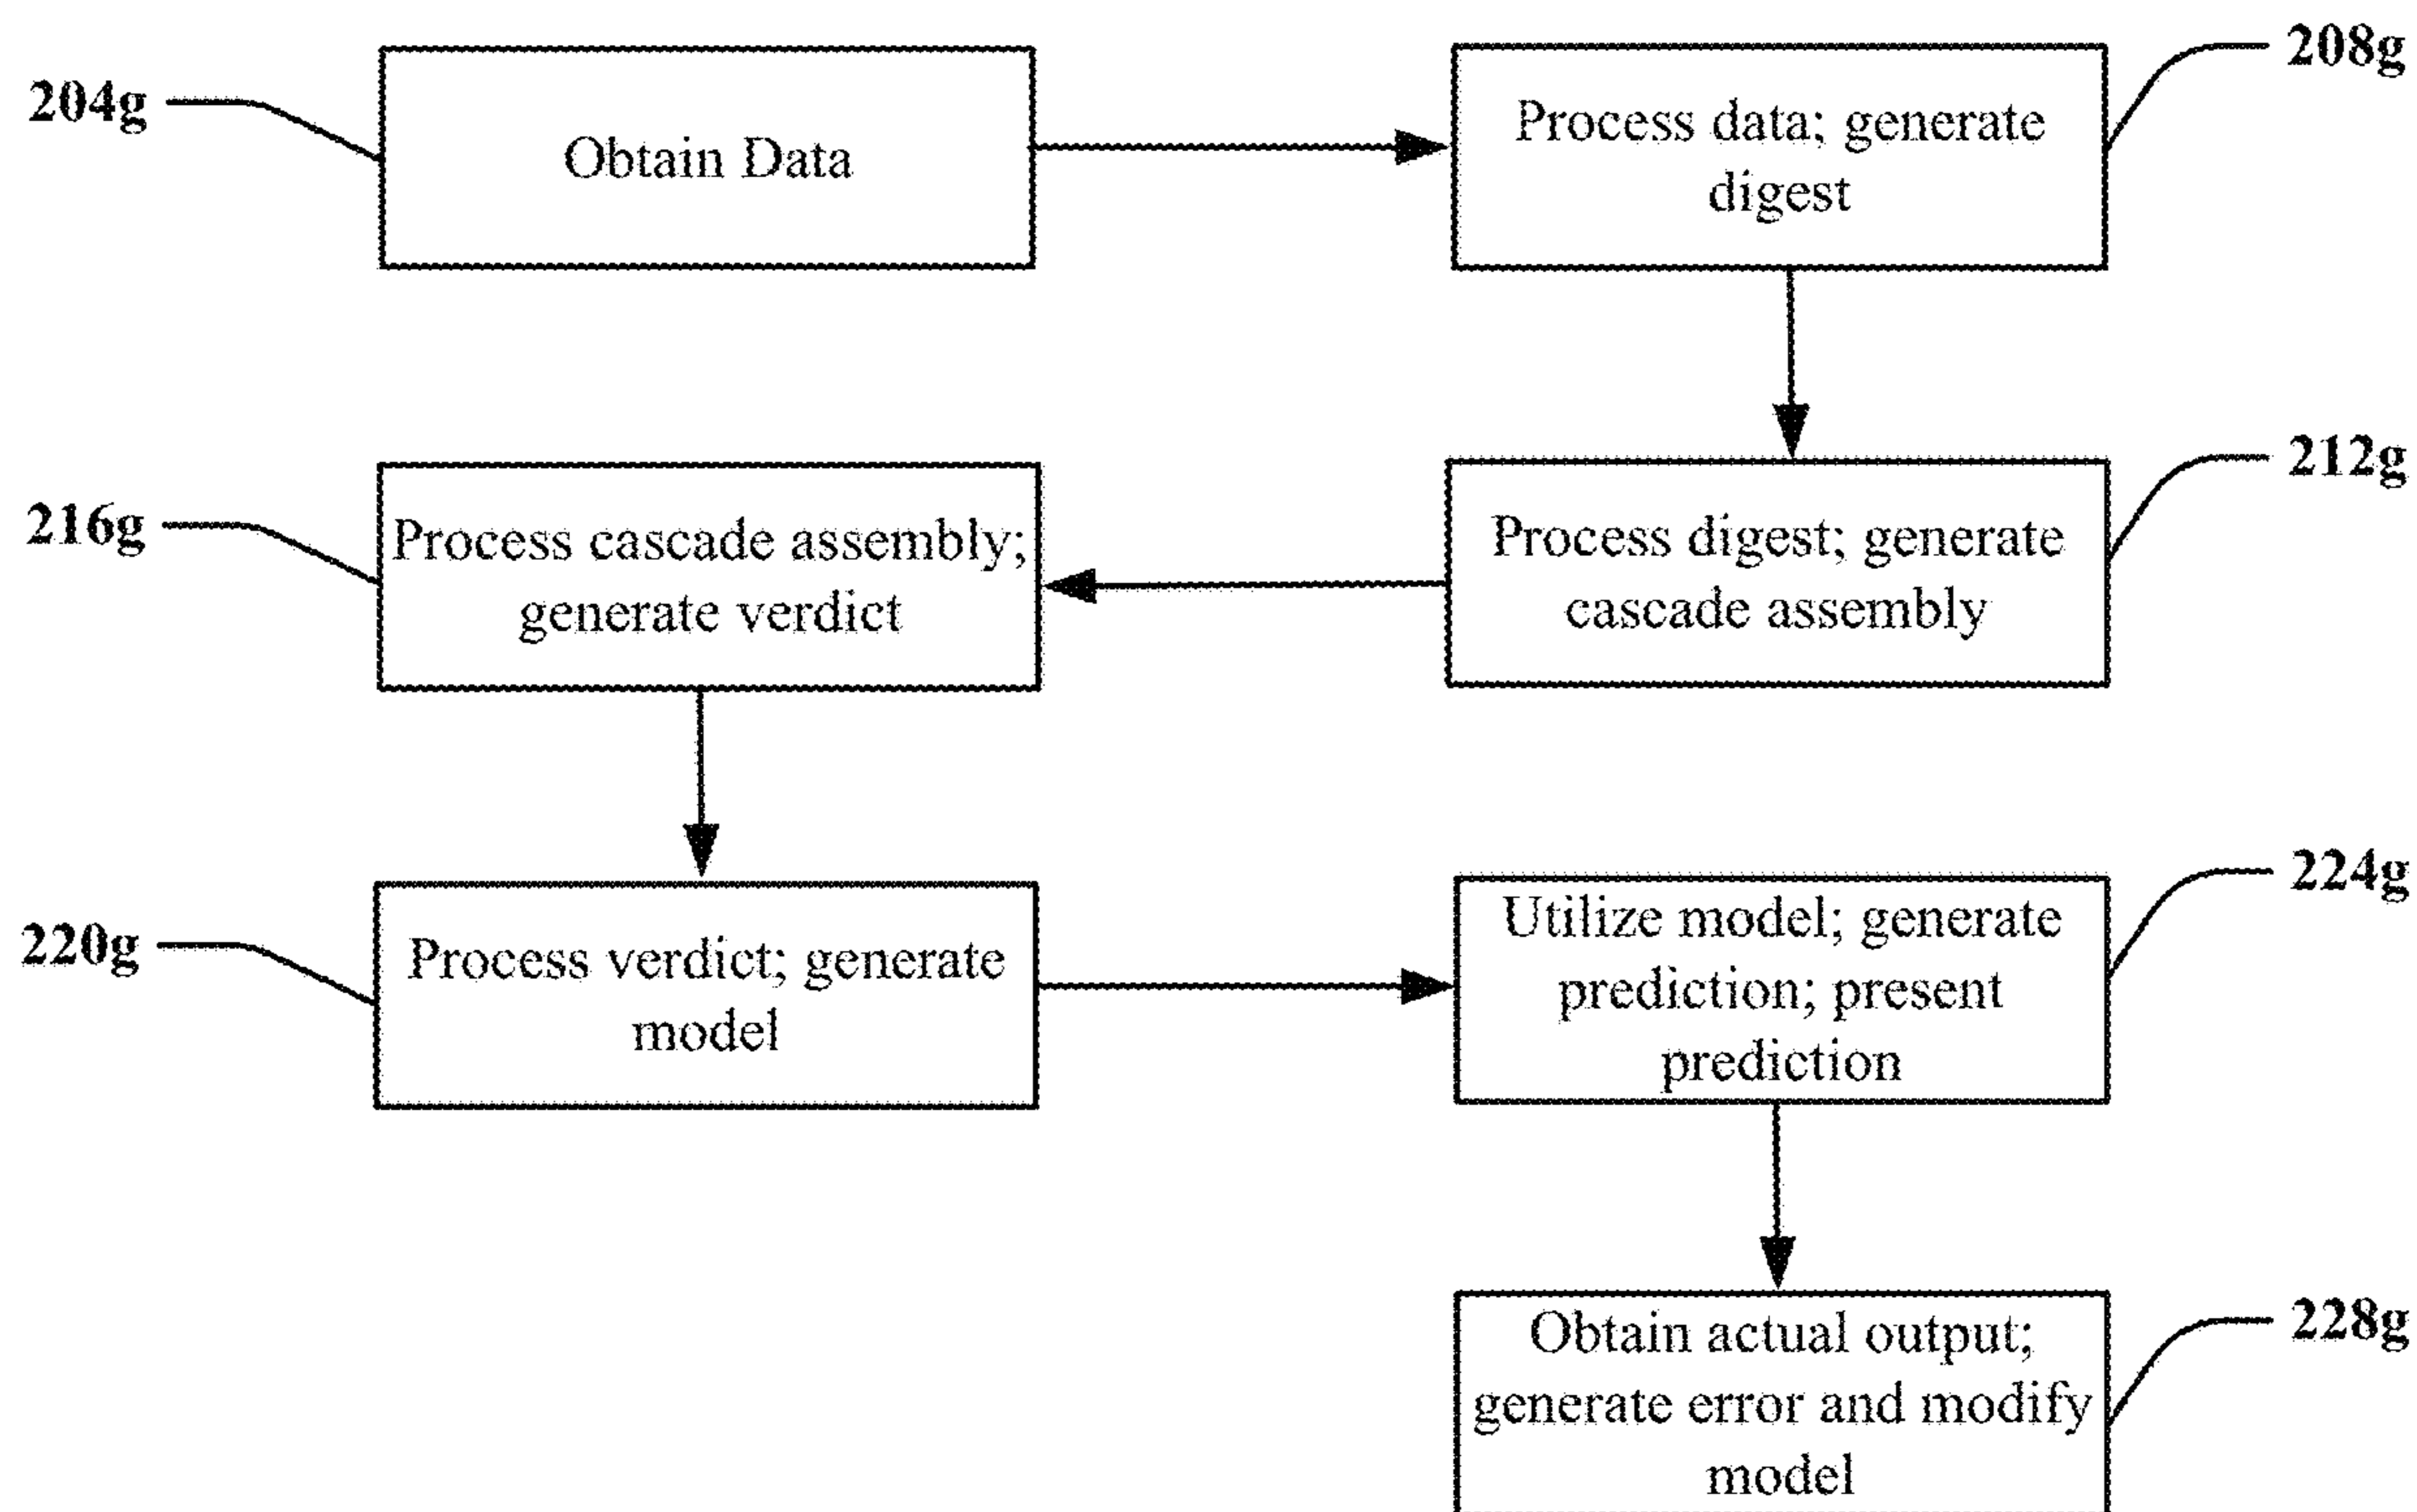 204g
Obtain Data
Process data; generate
digest
208g
216g
Process cascade assembly;
generate verdict
Process digest; generate
cascade assembly
212g
220g
Process verdict; generate
model
Utilize model; generate
prediction; present
prediction
224g
Obtain actual output;
generate error and modify
model
228g